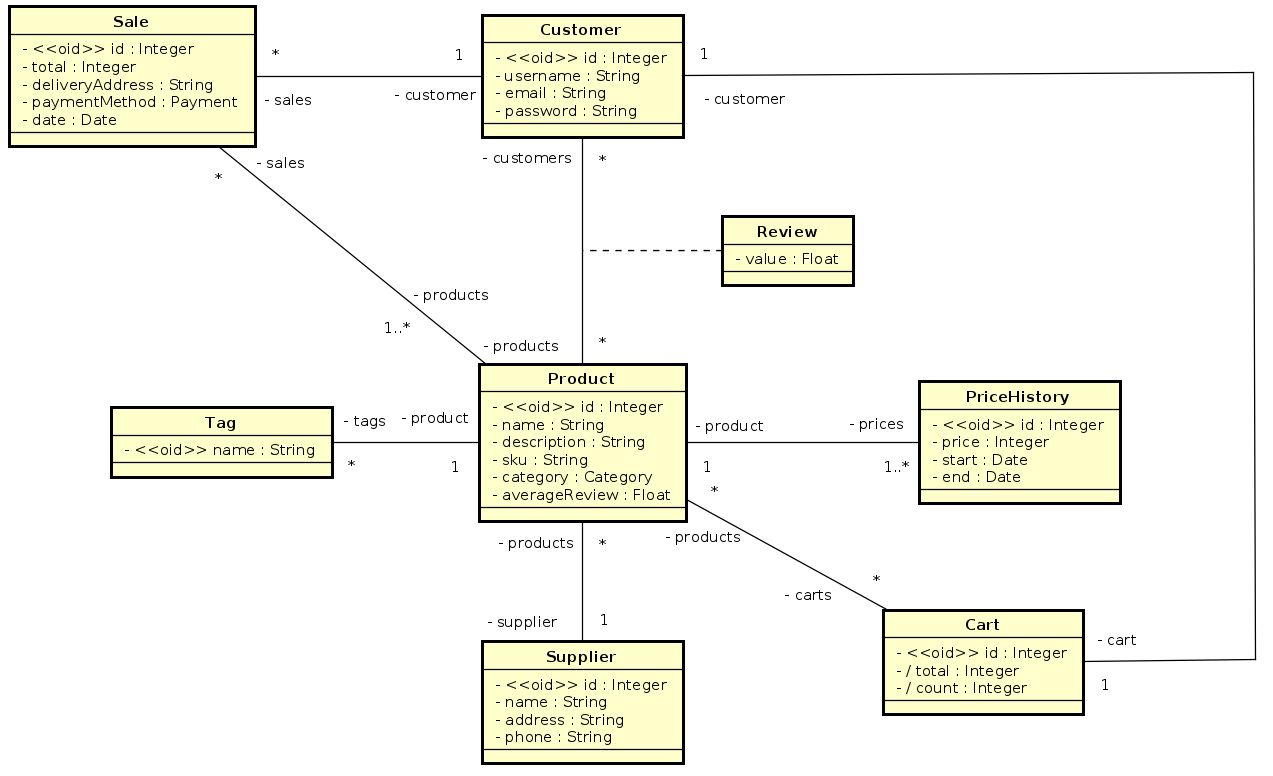 Sale
- <<oid>> id : Integer
- total : Integer
- deliveryAddress : String
- paymentMethod : Payment
- date : Date
*
1
- sales
- customer
Customer
- <<oid>> id : Integer
- username : String
- email : String
- password : String
1
- customer
- sales
*
- customers
*
Review
- value : Float
- products
1..*
- products
*
Product
- <<oid>> id : Integer
- name : String
- description : String
- sku : String
- category : Category
- averageReview : Float
Tag
- <<oid>> name : String
- tags
- product
*
1
- product
- prices
1
1..*
PriceHistory
- <<oid>> id : Integer
- price : Integer
- start : Date
- end : Date
*
- products
*
- carts
- products
*
- supplier
1
Supplier
- <<oid>> id : Integer
- name : String
- address : String
- phone : String
Cart
- <<oid>> id : Integer
- / total : Integer
- / count : Integer
- cart
1